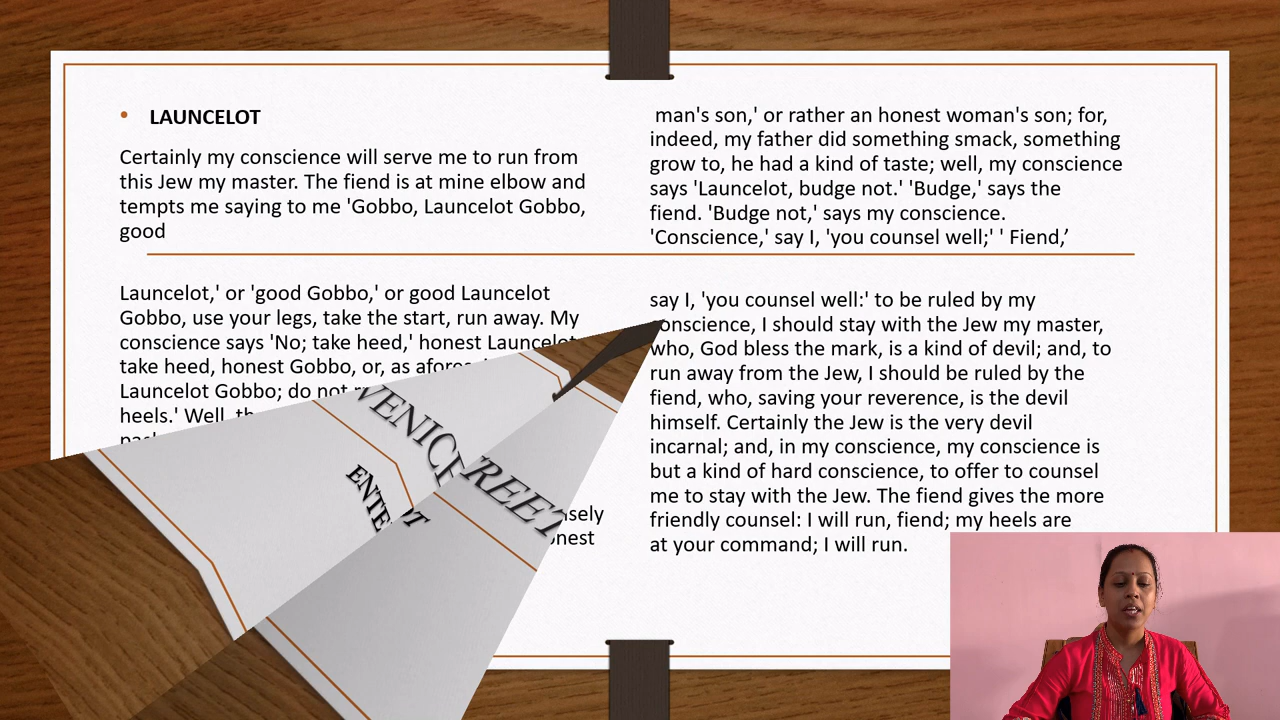 LAUNCELOT
Certainly my conscience will serve me to run from
this Jew my master. The fiend is at mine elbow and
tempts me saying to me 'Gobbo, Launcelot Gobbo,
good
Launcelot,' or 'good Gobbo,' or good Launcelot
Gobbo, use your legs, take the start, run away. My
conscience says 'No; take heed,' honest Launcelot
take heed, honest Gobbo, or, as
Launcelot Gobbo; do not
heels.' Well,
man's son,' or rather an honest woman's son; for,
indeed, my father did something smack, something
grow to, he had a kind of taste; well, my conscience
says 'Launcelot, budge not.' 'Budge,' says the
fiend. 'Budge not,' says my conscience.
'Conscience,' say I, 'you counsel well;' ' Fiend,’
say I, 'you counsel well:' to be ruled by my
conscience, I should stay with the Jew my master,
who, God bless the mark, is a kind of devil; and, to
run away from the Jew, I should be ruled by the
fiend, who, saving your reverence, is the devil
himself. Certainly the Jew is the very devil
incarnal; and, in my conscience, my conscience is
but a kind of hard conscience, to offer to counsel
me to stay with the Jew. The fiend gives the more
friendly counsel: I will run, fiend; my heels are
at your command; I will run.